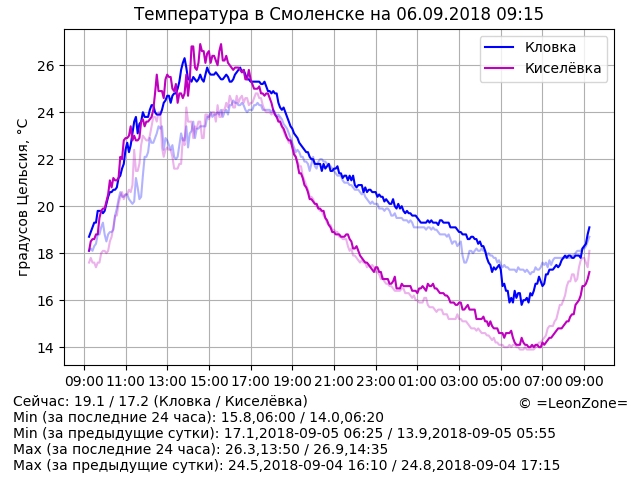 Температура в Смоленске на 06.09.2018 09:15
Кловка
Киселёвка
градусов Цельсия, °C
26
24
22
20
18
16
14
09:00 11:00 13:00 15:00 17:00 19:00 21:00 23:00 01:00 03:00 05:00 07:00 09:00
Сейчас: 19.1 / 17.2 (Кловка / Киселёвка)
© =LeonZone=
Min (за последние 24 часа): 15.8,06:00 / 14.0,06:20
Min (за предыдущие сутки): 17.1,2018-09-05 06:25 / 13.9,2018-09-05 05:55
Max (за последние 24 часа): 26.3,13:50 / 26.9,14:35
Max (за предыдущие сутки): 24.5,2018-09-04 16:10 / 24.8,2018-09-04 17:15